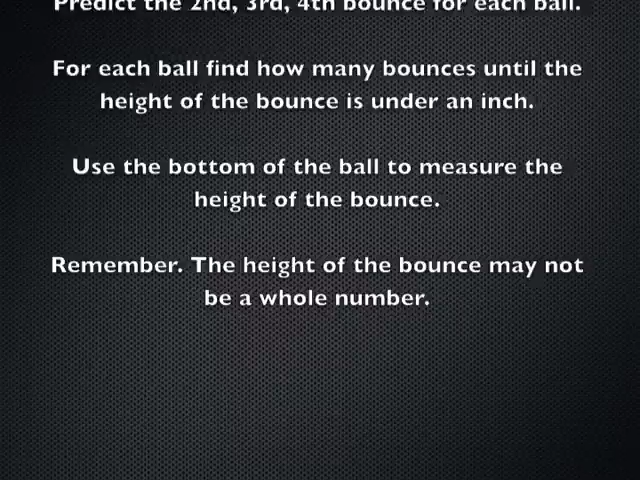 Predict the 2nd, 3rd, 4th bounce for each ball.
For each ball find how many bounces until the
height of the bounce is under an inch.
Use the bottom of the ball to measure the
height of the bounce.
Remember. The height of the bounce may not
be a whole number.